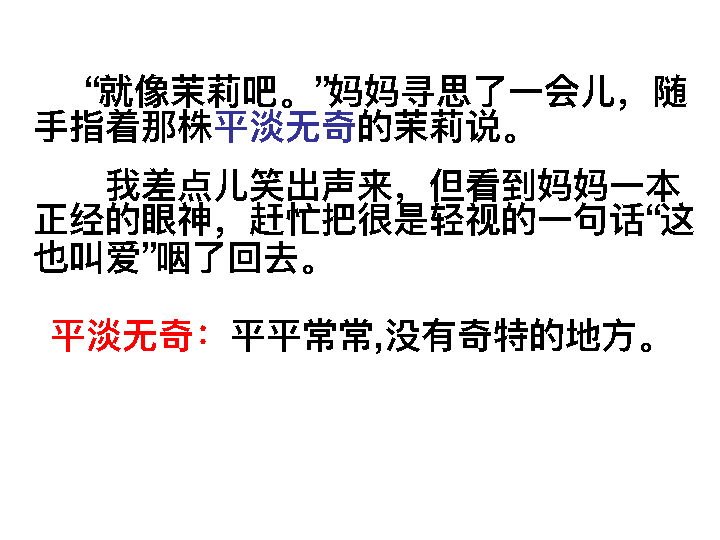 “就像茉莉吧。”妈妈寻思了一会儿，随
手指着那株平淡无奇的茉莉说。
我差点儿笑出声来，但看到妈妈一本
正经的眼神，赶忙把很是轻视的一句话“这
也叫爱”咽了回去。
平淡无奇：平平常常,没有奇特的地方。